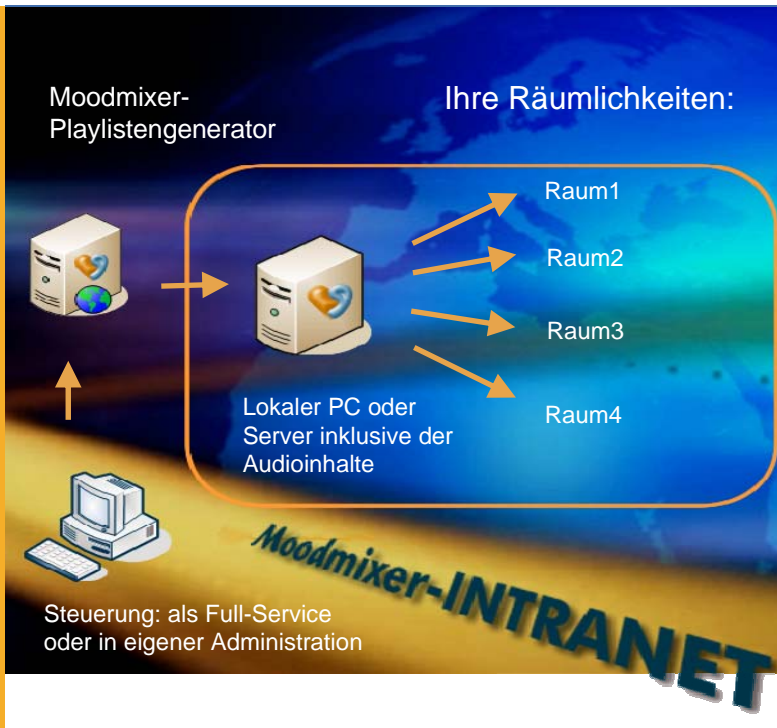 Moodmixer-
Playlistengenerator
Ihre Räumlichkeiten:
Raum1
Raum2
Raum3
Raum4
Lokaler PC oder
Server inklusive der
Audioinhalte
Steuerung: als Full-Service
oder in eigener Administration
Moodmixer-INTRANET